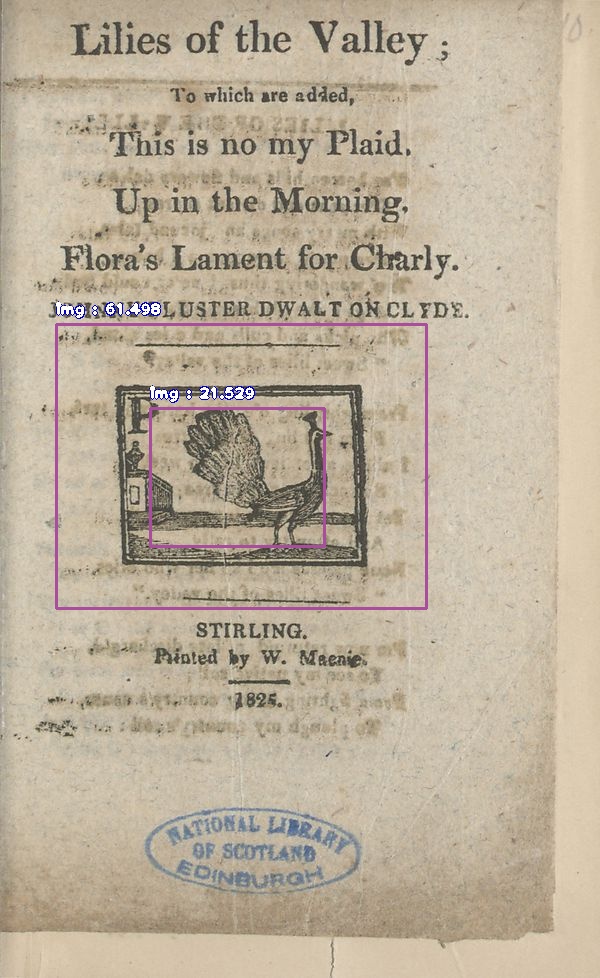 Lilies of the Valley;
To which are added,
This is no my Plaid.
Up in the Morning.
Flora's Lament for Charly.
LUSTER DWALT ON CLYDE.
Img : 61.498
Img : 21.529
P
STIRLING.
Printed by W. Macnie.
1825.
NATIONAL LIBRARY
OF SCOTLAND
EDINBURGH